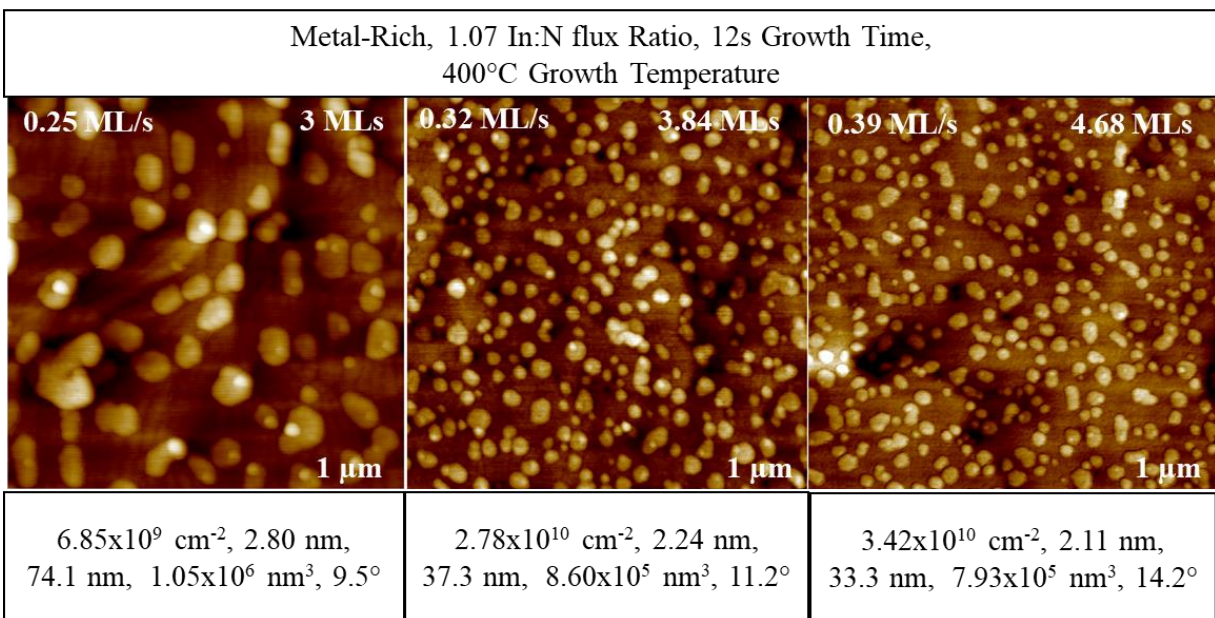 Metal-Rich, 1.07 In:N flux Ratio, 12s Growth Time,
400°C Growth Temperature
0.25 ML/s 3 MLs
0.32 ML/s 3.84 MLs
0.39 ML/s 4.68 MLs
1 µm
1 µm
1 µm
6.85x10⁹ cm⁻², 2.80 nm,
74.1 nm, 1.05x10⁶ nm³, 9.5°
2.78x10¹⁰ cm⁻², 2.24 nm,
37.3 nm, 8.60x10⁵ nm³, 11.2°
3.42x10¹⁰ cm⁻², 2.11 nm,
33.3 nm, 7.93x10⁵ nm³, 14.2°